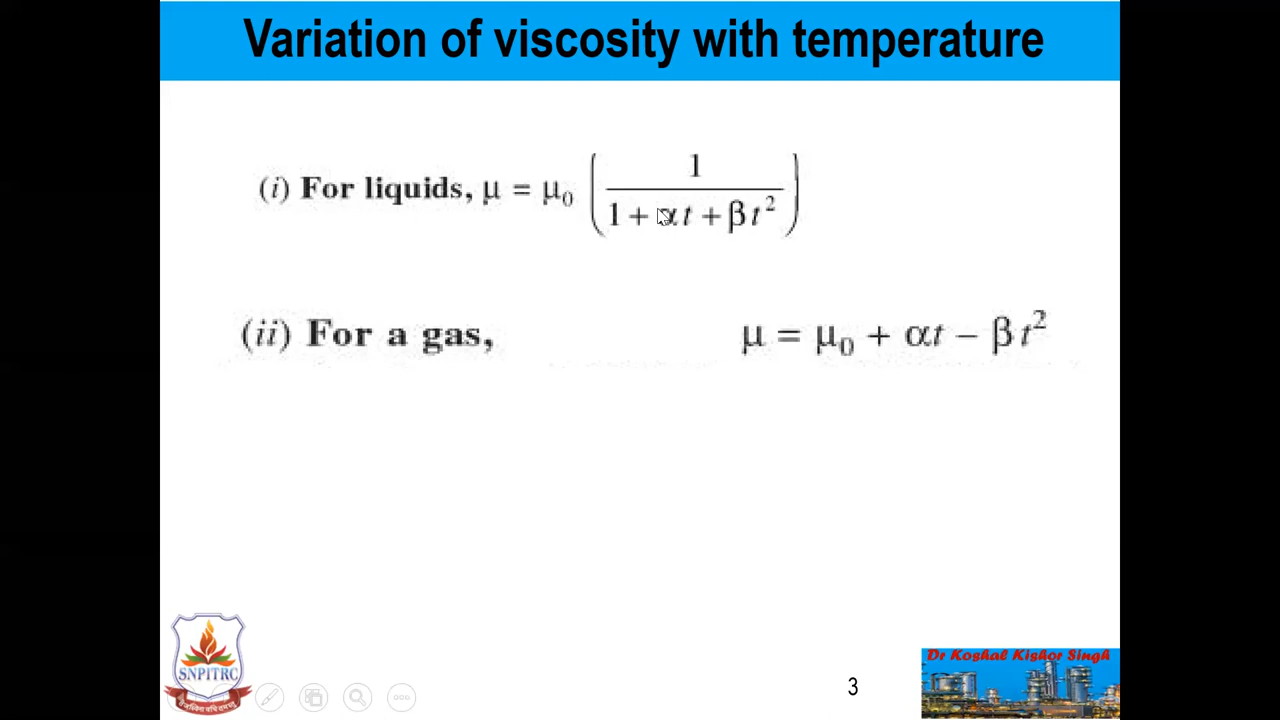 Variation of viscosity with temperature
(i) For liquids, μ = μ₀ (1 / (1 + αt + βt²))
(ii) For a gas, μ = μ₀ + αt − βt²
SNPITRC
3
Dr Koshal Kishor Singh